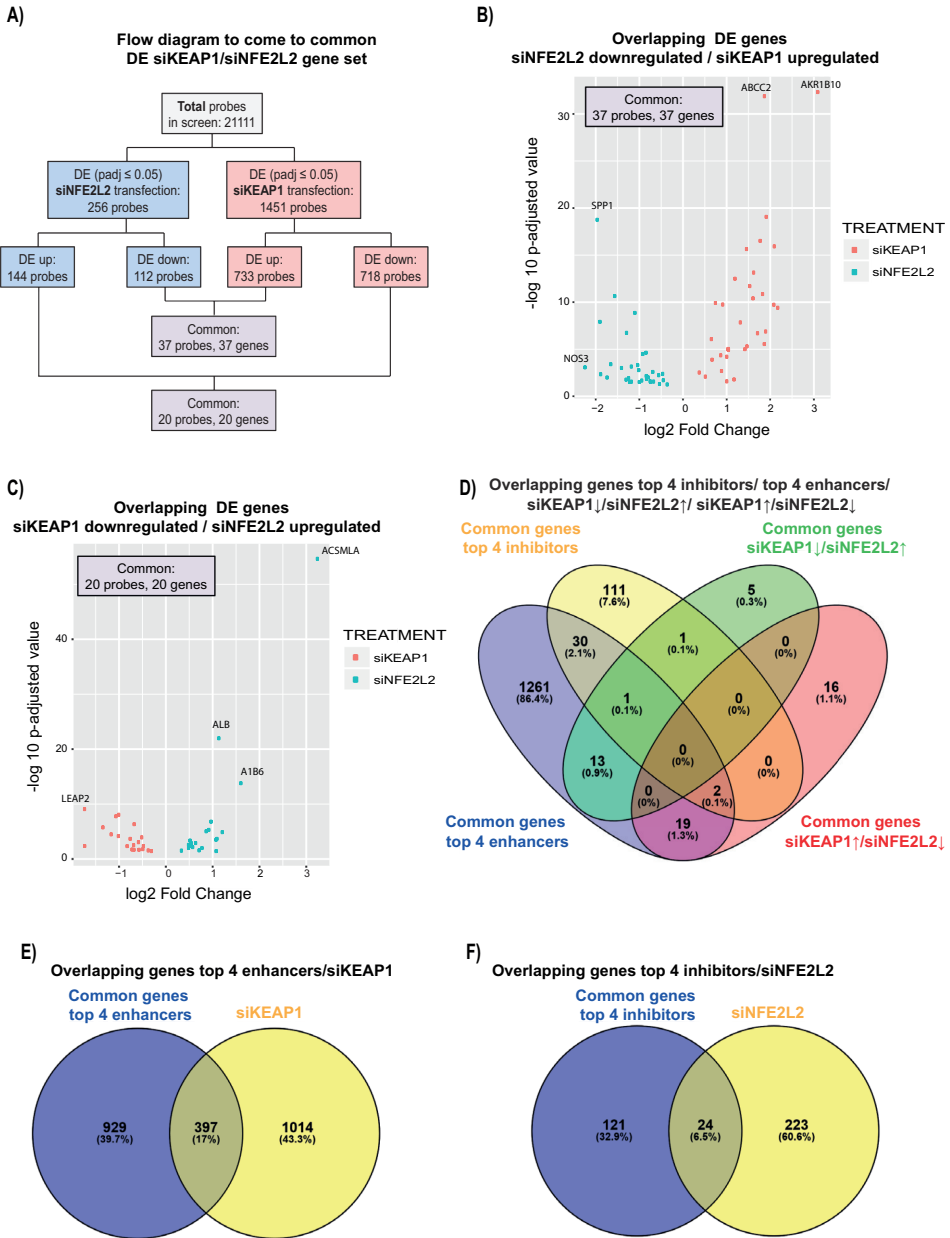 A)
Flow diagram to come to common
DE siKEAP1/siNFE2L2 gene set
Total probes
in screen: 21111
DE (padj ≤ 0.05)
siNFE2L2 transfection:
256 probes
DE (padj ≤ 0.05)
siKEAP1 transfection:
1451 probes
DE up:
144 probes
DE down:
112 probes
DE up:
733 probes
DE down:
718 probes
Common:
37 probes, 37 genes
Common:
20 probes, 20 genes
B)
Overlapping DE genes
siNFE2L2 downregulated / siKEAP1 upregulated
Common:
37 probes, 37 genes
ABCC2
AKR1B10
SPP1
NOS3
30
20
10
0
-log 10 p-adjusted value
−2
−1
0
1
2
3
log2 Fold Change
TREATMENT
siKEAP1
siNFE2L2
C)
Overlapping DE genes
siKEAP1 downregulated / siNFE2L2 upregulated
Common:
20 probes, 20 genes
ACSMLA
ALB
A1B6
LEAP2
40
20
0
-log 10 p-adjusted value
−1
0
1
2
3
log2 Fold Change
TREATMENT
siKEAP1
siNFE2L2
D)
Overlapping genes top 4 inhibitors/ top 4 enhancers/
siKEAP1↓/siNFE2L2↑/ siKEAP1↑/siNFE2L2↓
Common genes
top 4 inhibitors
Common genes
siKEAP1↓/siNFE2L2↑
111
(7.6%)
5
(0.3%)
30
(2.1%)
1
(0.1%)
0
(0%)
1261
(86.4%)
16
(1.1%)
1
(0.1%)
0
(0%)
13
(0.9%)
0
(0%)
0
(0%)
0
(0%)
2
(0.1%)
19
(1.3%)
Common genes
top 4 enhancers
Common genes
siKEAP1↑/siNFE2L2↓
E)
Overlapping genes top 4 enhancers/siKEAP1
Common genes
top 4 enhancers
siKEAP1
929
(39.7%)
397
(17%)
1014
(43.3%)
F)
Overlapping genes top 4 inhibitors/siNFE2L2
Common genes
top 4 inhibitors
siNFE2L2
121
(32.9%)
24
(6.5%)
223
(60.6%)